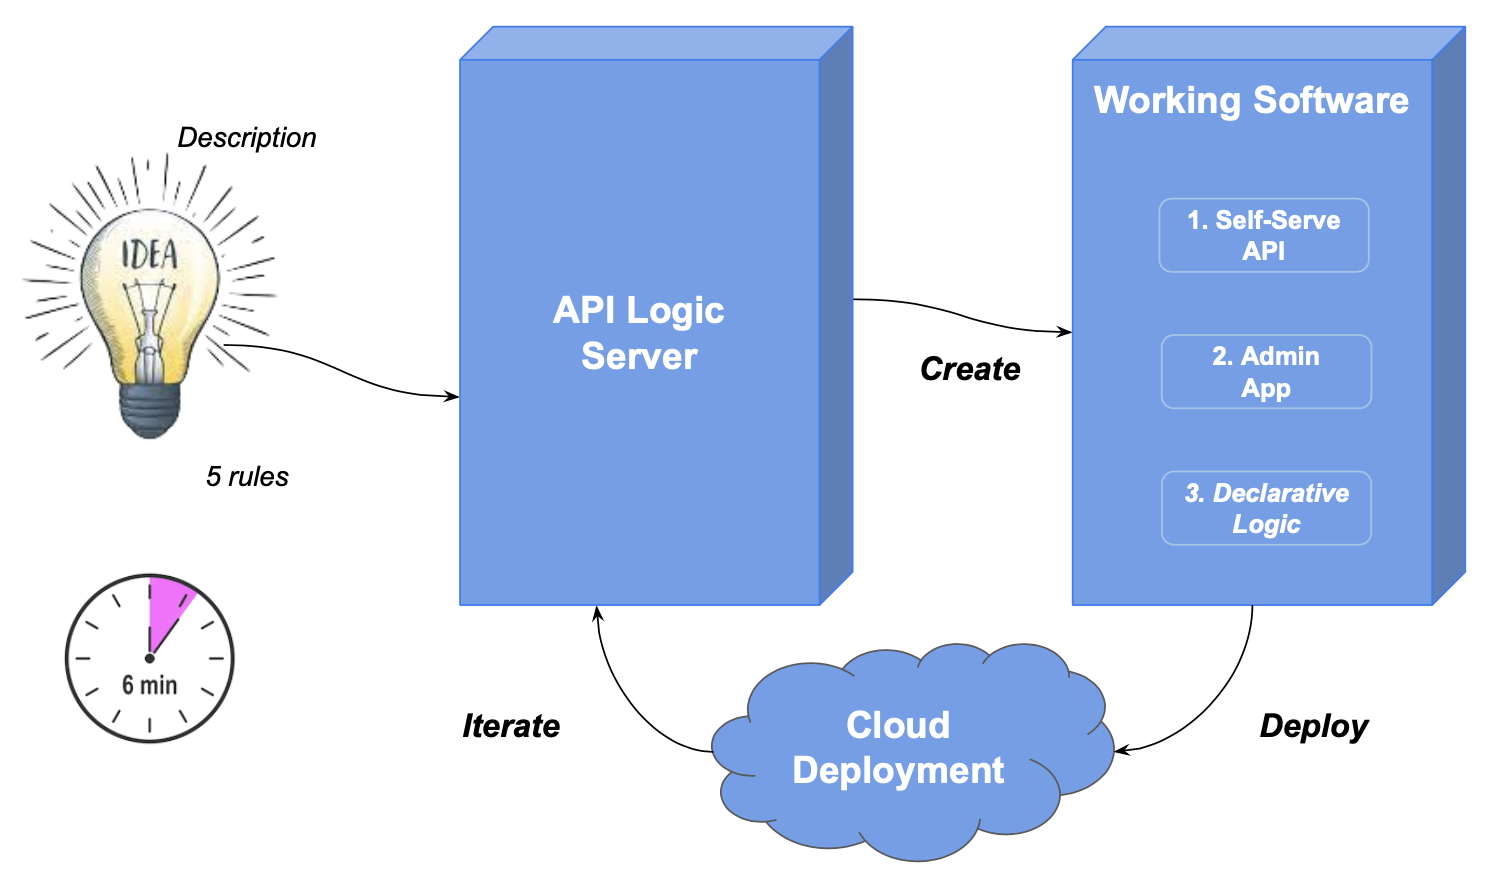 Description
IDEA
5 rules
6 min
API Logic
Server
Create
Working Software
1. Self-Serve
API
2. Admin
App
3. Declarative
Logic
Deploy
Cloud
Deployment
Iterate